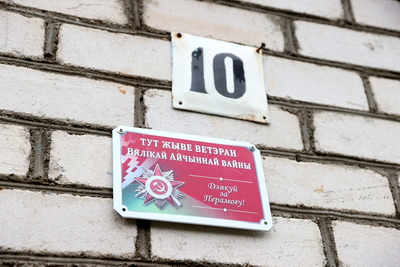 10
ТУТ ЖЫВЕ ВЕТЭРАН
ВЯЛІКАЙ АЙЧЫННАЙ ВАЙНЫ
Дзякуй
за
Перамогу!